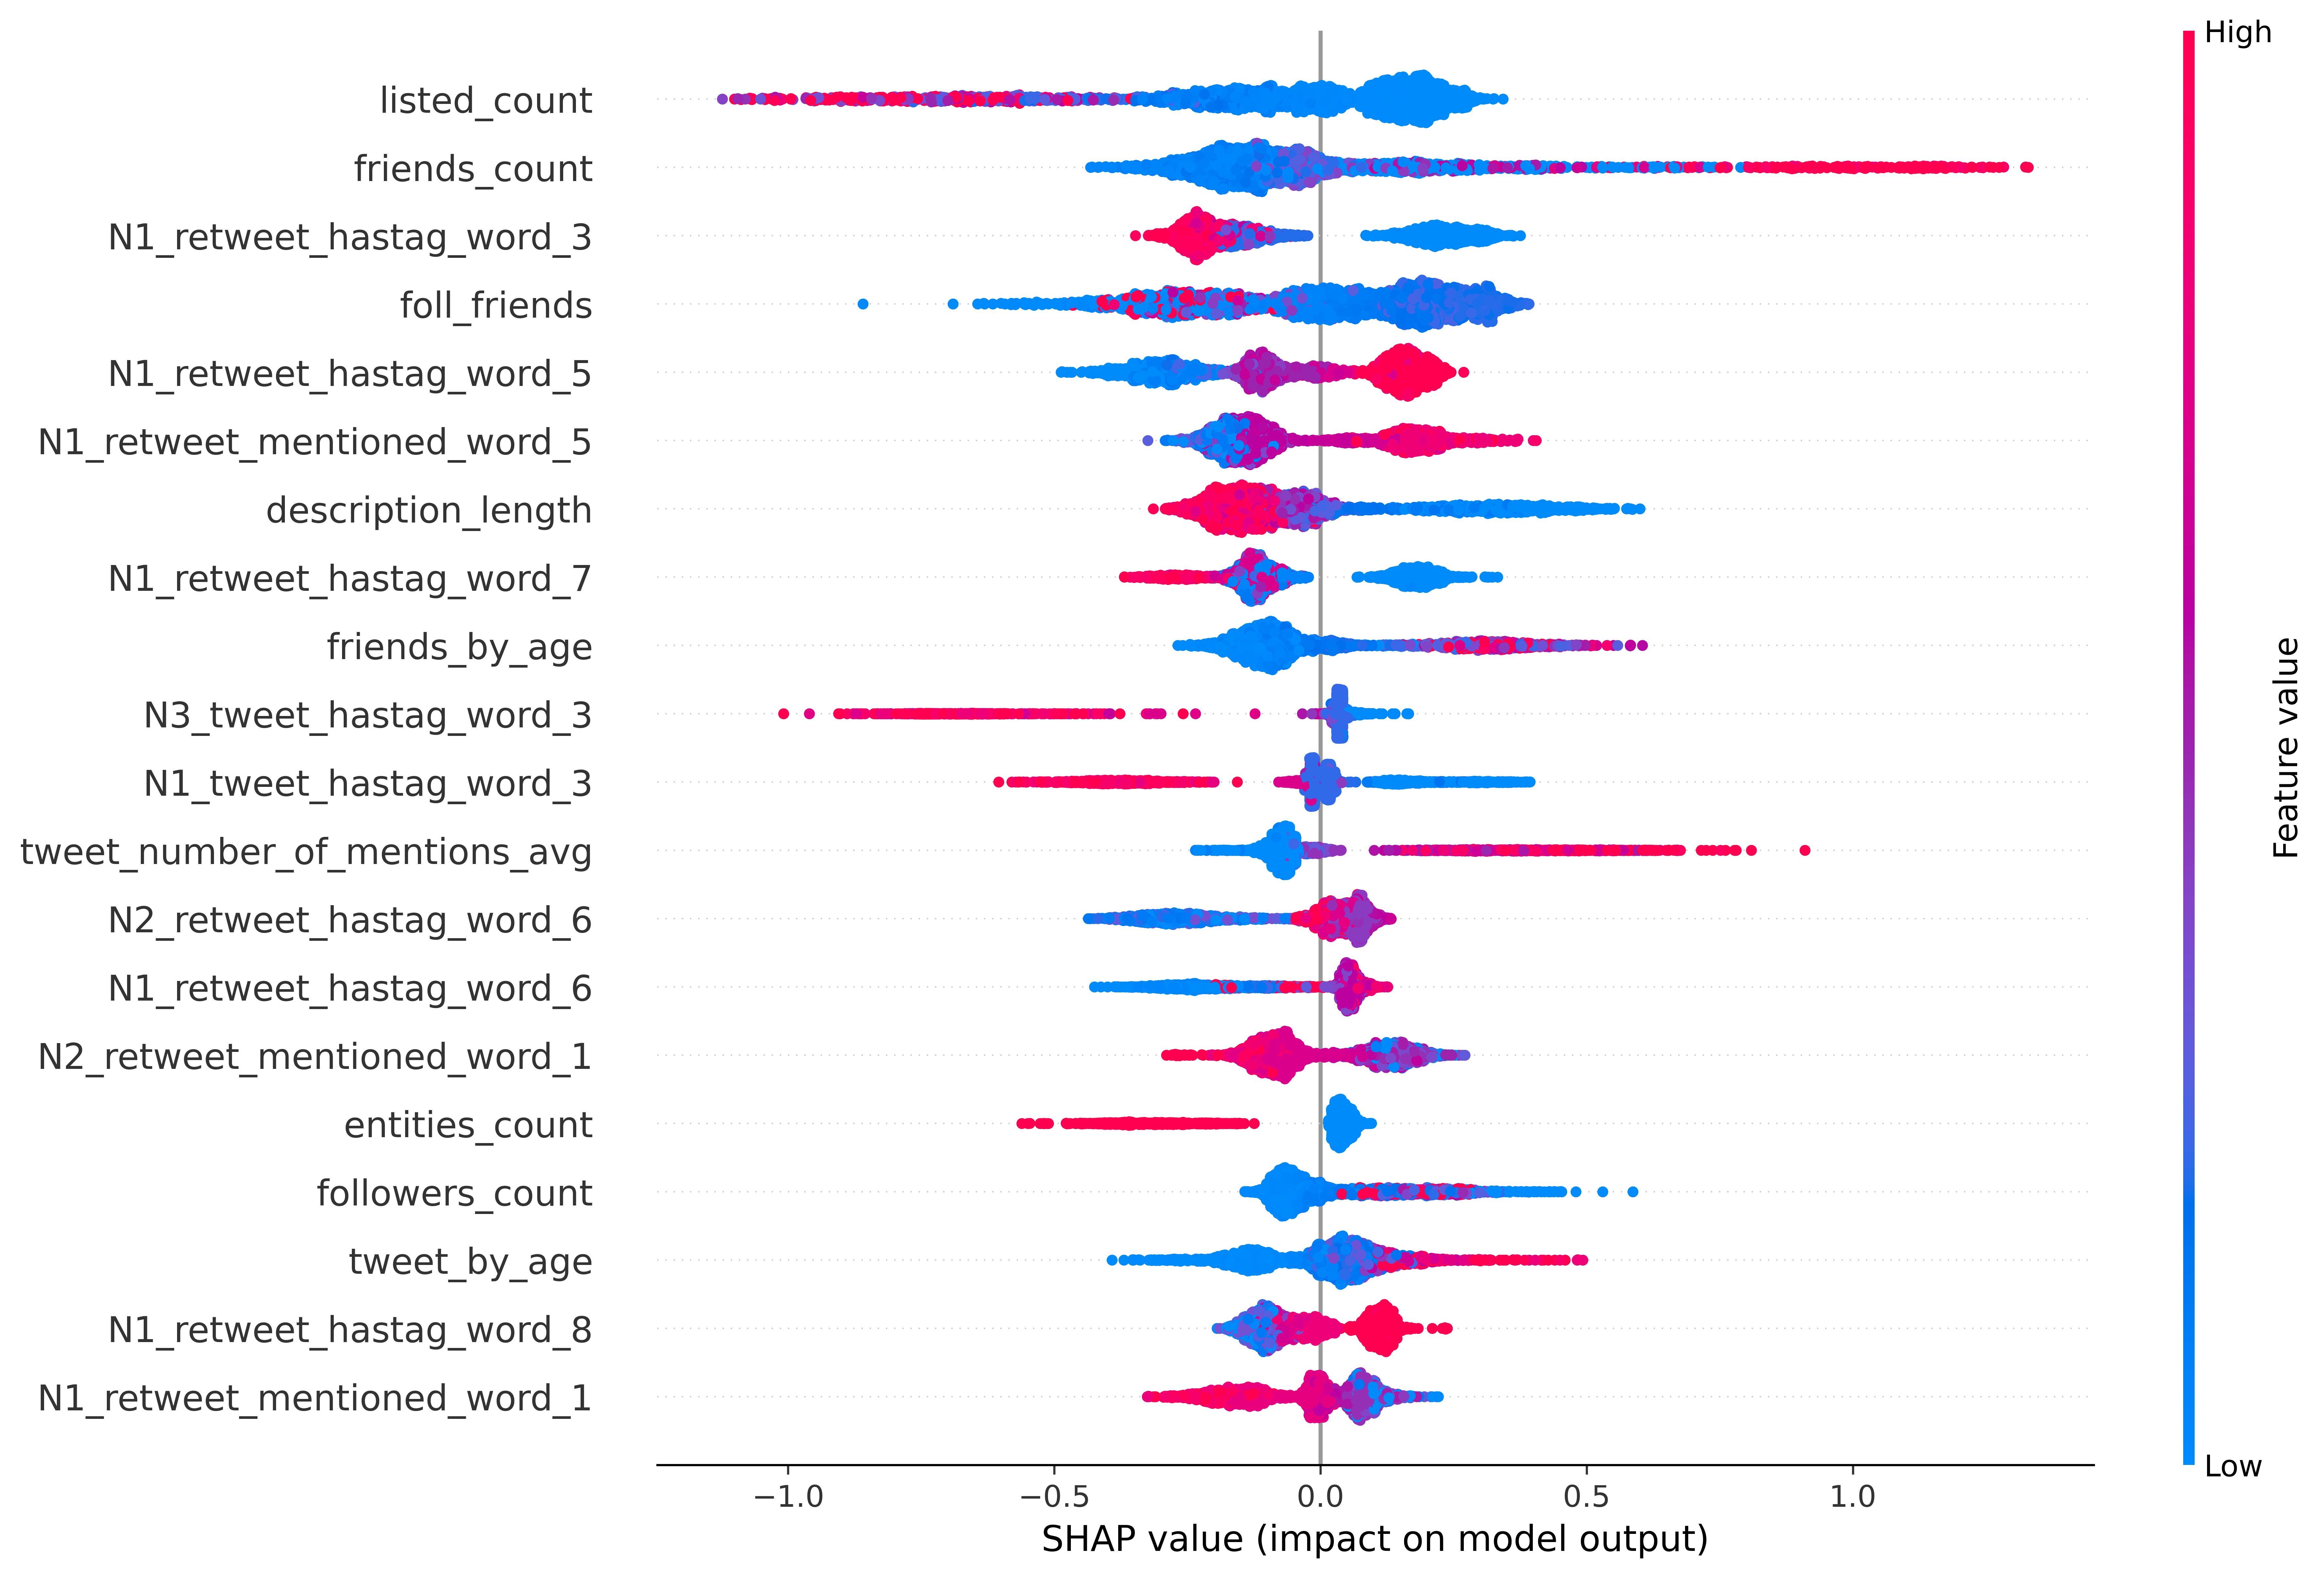 High
listed_count
friends_count
N1_retweet_hastag_word_3
foll_friends
N1_retweet_hastag_word_5
N1_retweet_mentioned_word_5
description_length
N1_retweet_hastag_word_7
friends_by_age
N3_tweet_hastag_word_3
N1_tweet_hastag_word_3
tweet_number_of_mentions_avg
N2_retweet_hastag_word_6
N1_retweet_hastag_word_6
N2_retweet_mentioned_word_1
entities_count
followers_count
tweet_by_age
N1_retweet_hastag_word_8
N1_retweet_mentioned_word_1
Feature value
Low
−1.0 −0.5 0.0 0.5 1.0
SHAP value (impact on model output)